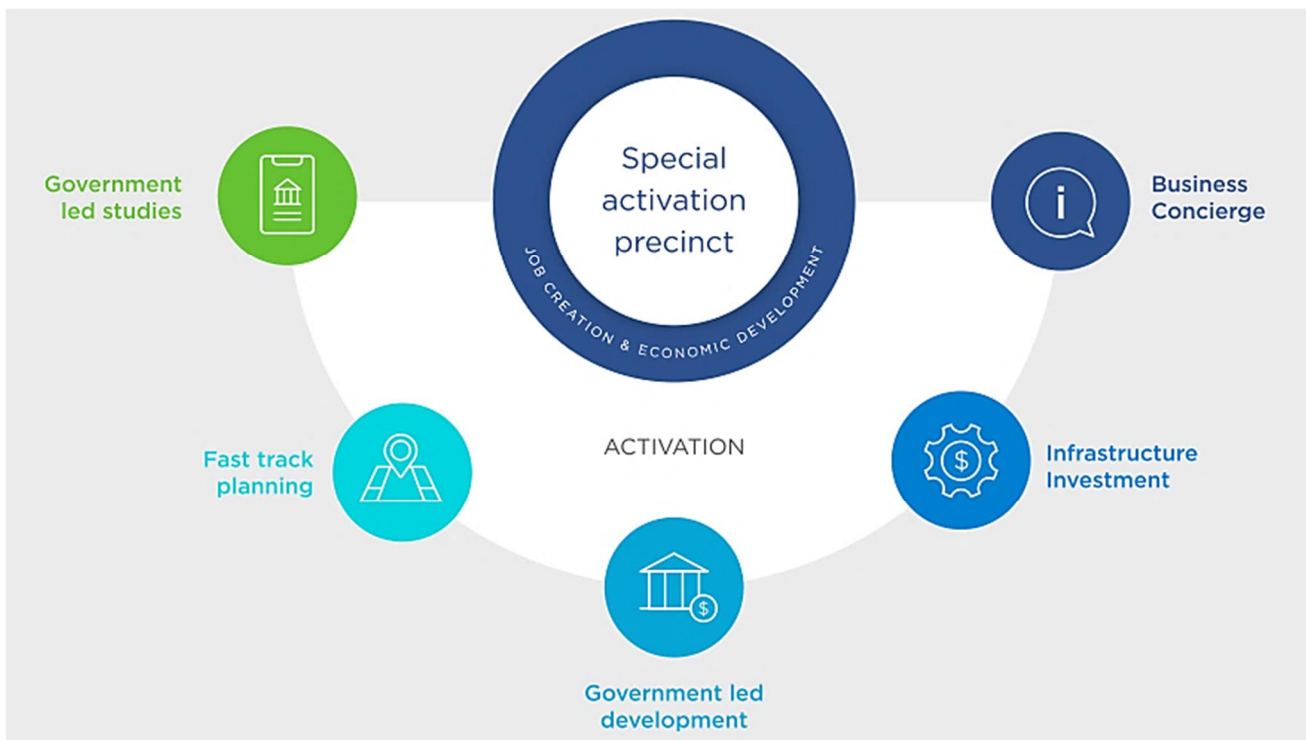 Special
activation
precinct
JOB CREATION & ECONOMIC DEVELOPMENT
Government
led studies
Business
Concierge
Fast track
planning
ACTIVATION
Infrastructure
Investment
$
i
$
Government led
development